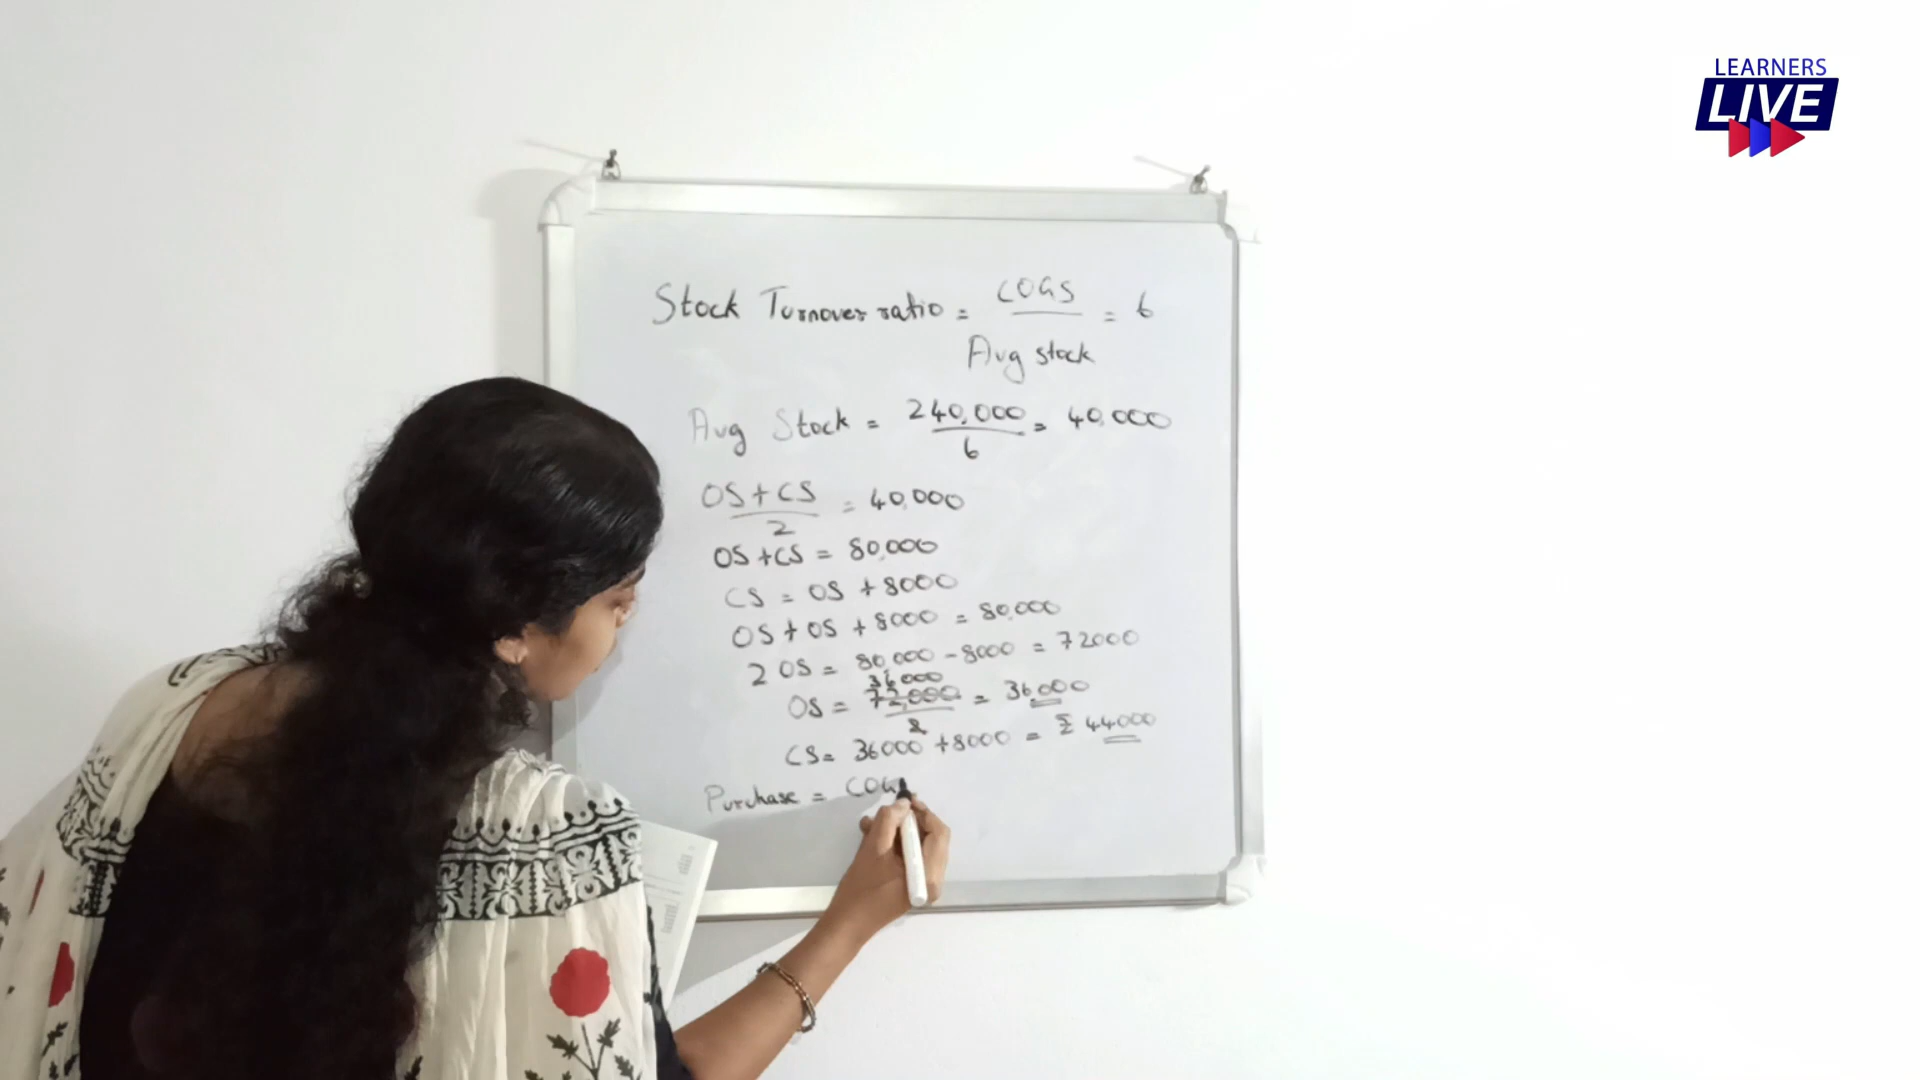 LEARNERS
LIVE
Stock Turnover ratio = COGS / Avg stock = 6
Avg Stock = 240,000 / 6 = 40,000
OS + CS / 2 = 40,000
OS + CS = 80,000
CS = OS + 8000
OS + OS + 8000 = 80,000
2 OS = 80,000 - 8000 = 72000
36000
OS = 72,000 / 2 = 36000
CS = 36000 + 8000 = ₹ 44000
Purchase = COG